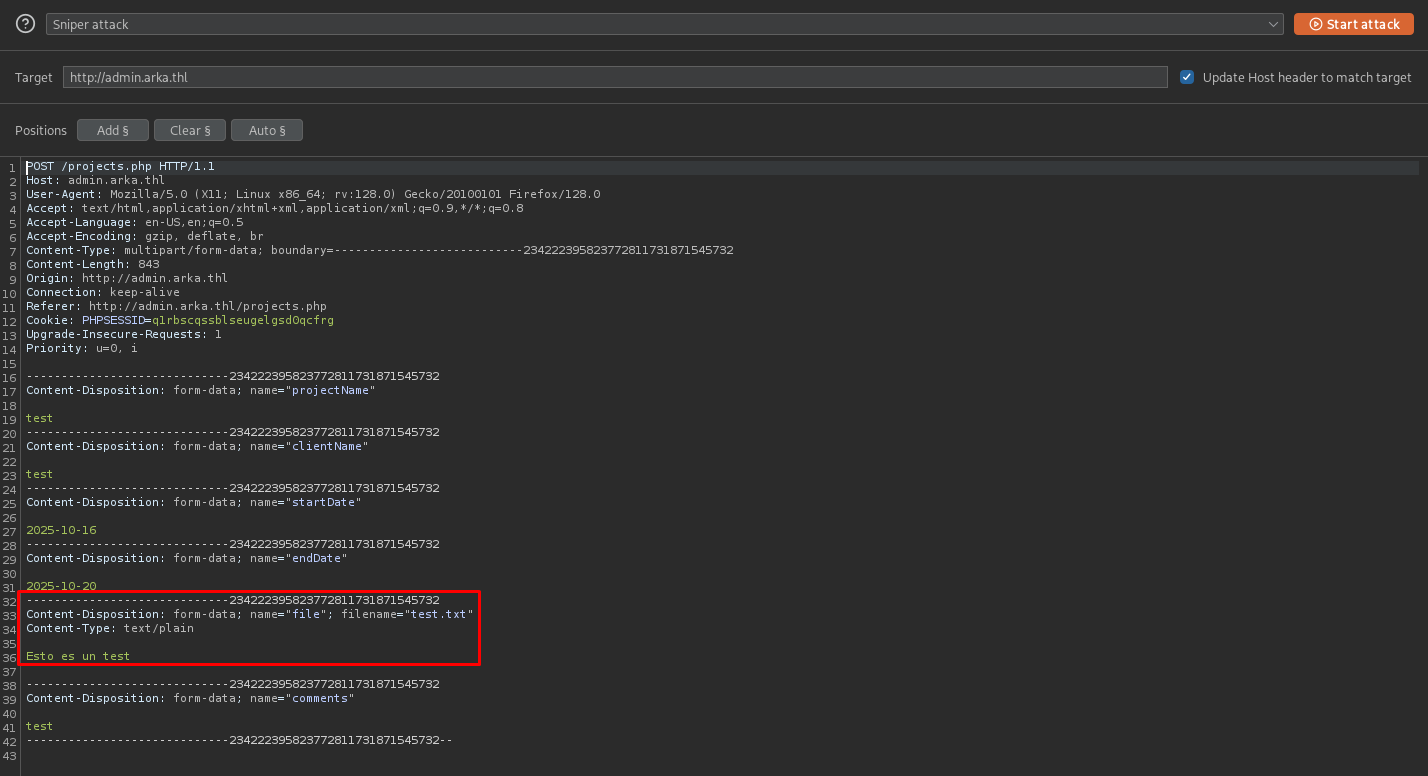 Sniper attack
Start attack
Target
http://admin.arka.thl
Update Host header to match target
Positions
Add §
Clear §
Auto §
1 POST /projects.php HTTP/1.1
2 Host: admin.arka.thl
3 User-Agent: Mozilla/5.0 (X11; Linux x86_64; rv:128.0) Gecko/20100101 Firefox/128.0
4 Accept: text/html,application/xhtml+xml,application/xml;q=0.9,*/*;q=0.8
5 Accept-Language: en-US,en;q=0.5
6 Accept-Encoding: gzip, deflate, br
7 Content-Type: multipart/form-data; boundary=---------------------------234222395823772811731871545732
8 Content-Length: 843
9 Origin: http://admin.arka.thl
10 Connection: keep-alive
11 Referer: http://admin.arka.thl/projects.php
12 Cookie: PHPSESSID=q1rbscqssblseugelgsd0qcfrg
13 Upgrade-Insecure-Requests: 1
14 Priority: u=0, i
15
16 -----------------------------234222395823772811731871545732
17 Content-Disposition: form-data; name="projectName"
18
19 test
20 -----------------------------234222395823772811731871545732
21 Content-Disposition: form-data; name="clientName"
22
23 test
24 -----------------------------234222395823772811731871545732
25 Content-Disposition: form-data; name="startDate"
26
27 2025-10-16
28 -----------------------------234222395823772811731871545732
29 Content-Disposition: form-data; name="endDate"
30
31 2025-10-20
32 -----------------------------234222395823772811731871545732
33 Content-Disposition: form-data; name="file"; filename="test.txt"
34 Content-Type: text/plain
35
36 Esto es un test
37
38 -----------------------------234222395823772811731871545732
39 Content-Disposition: form-data; name="comments"
40
41 test
42 -----------------------------234222395823772811731871545732--
43